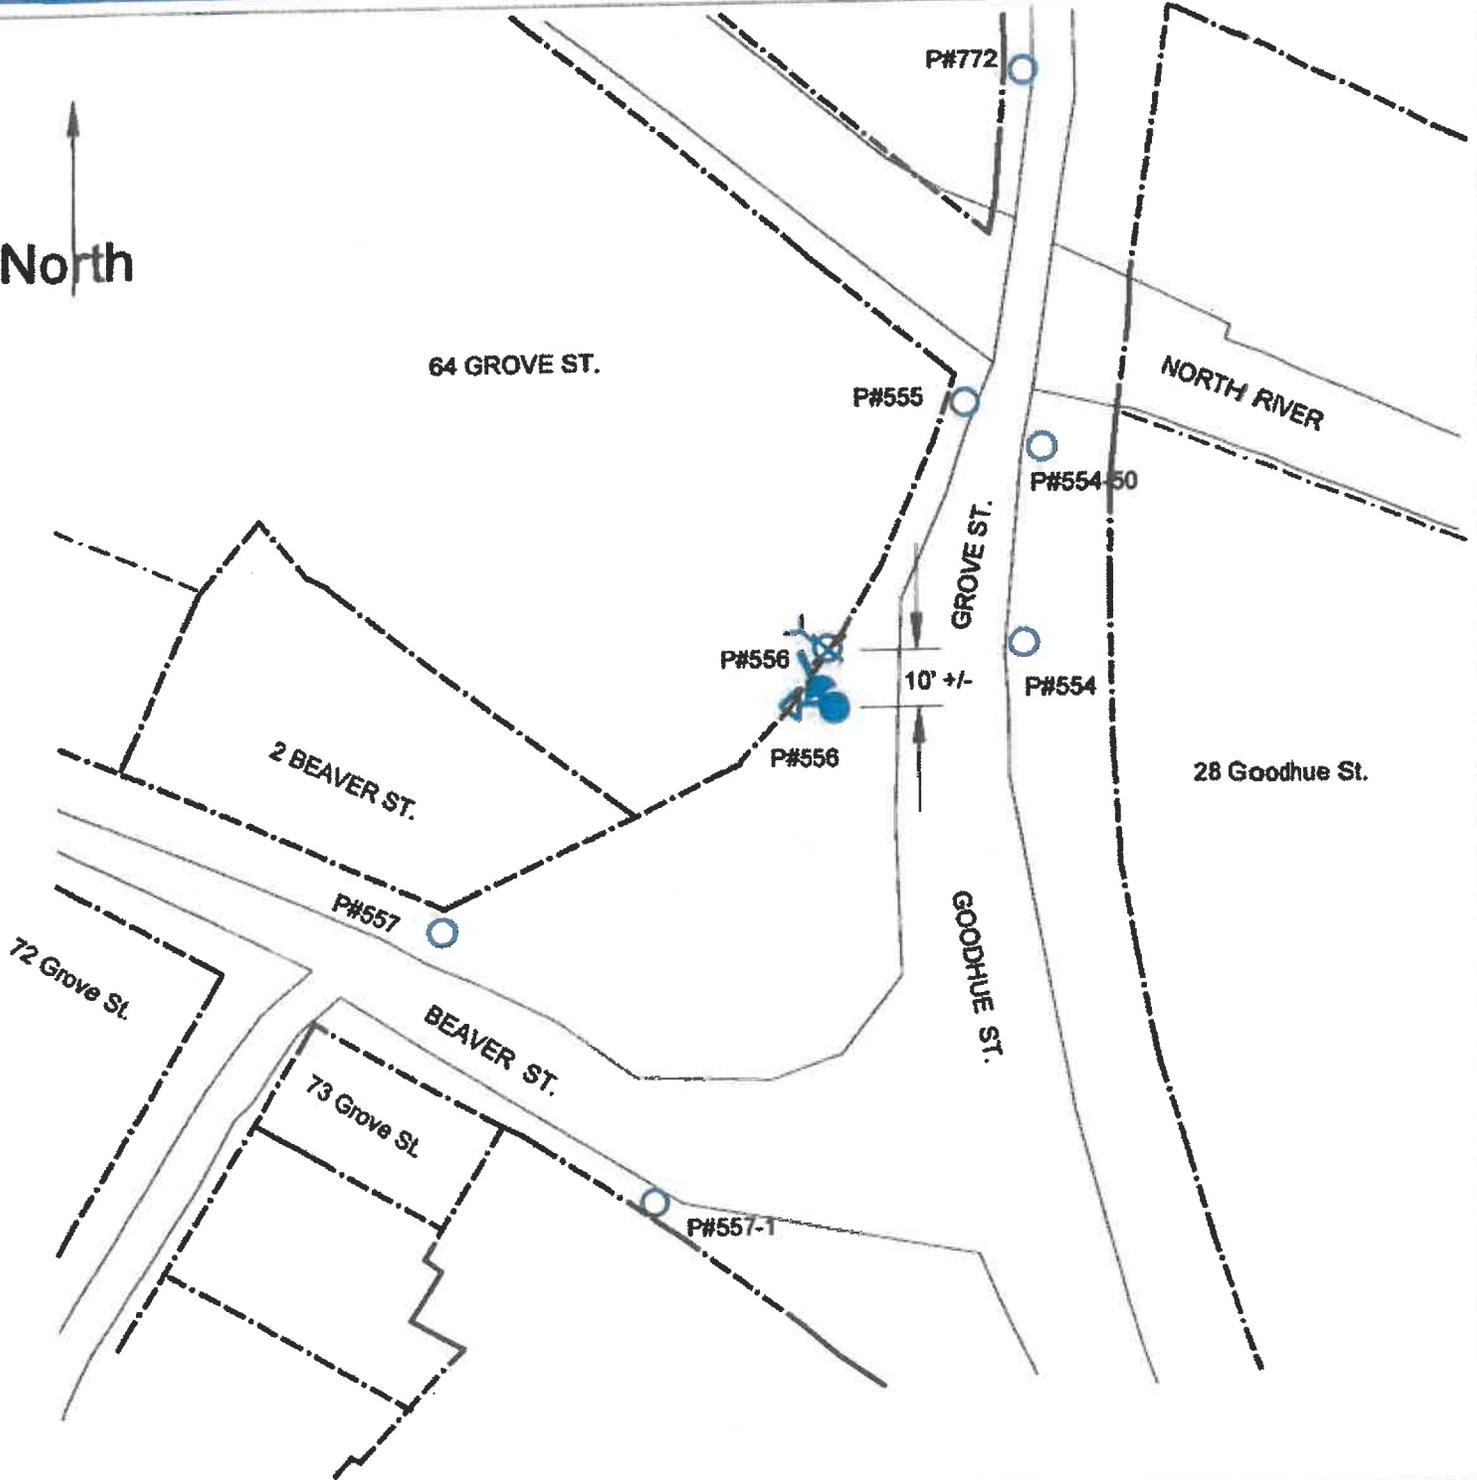 P#772
North
64 GROVE ST.
NORTH RIVER
P#555
P#554-50
GROVE ST.
P#556
10' +/-
P#554
P#556
2 BEAVER ST.
28 Goodhue St.
P#557
72 Grove St.
GOODHUE ST.
BEAVER ST.
73 Grove St.
P#557-1